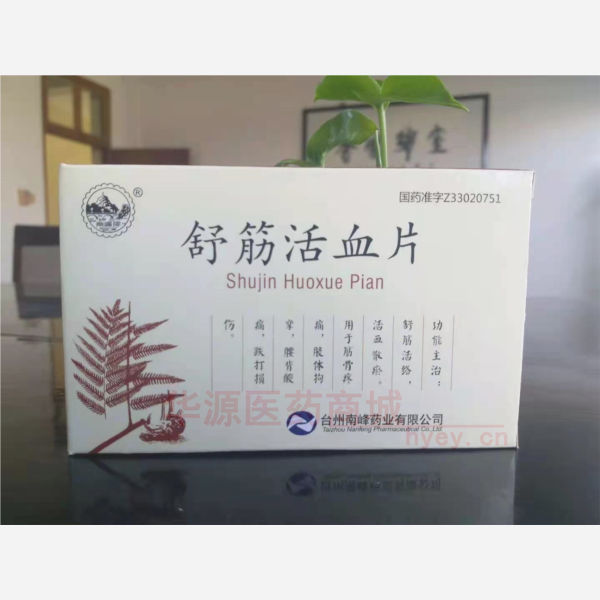 国药准字Z33020751
舒筋活血片
Shujin Huoxue Pian
功能主治：
舒筋活络，
活血散瘀。
用于筋骨疼
痛，肢体拘
挛，腰背酸
痛，跌打损
伤。
华源医药商城
台州南峰药业有限公司
Taizhou Nanfeng Pharmaceutical Co.,Ltd
hyey.cn